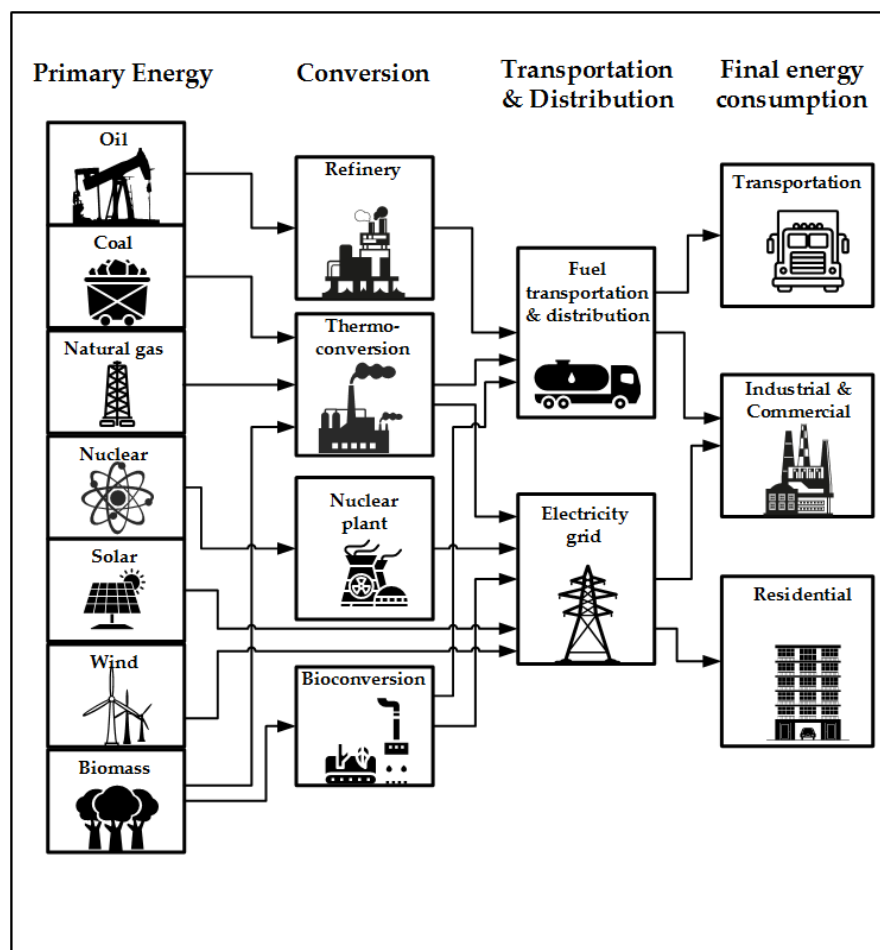 Primary Energy
Conversion
Transportation
& Distribution
Final energy
consumption
Oil
Coal
Natural gas
Nuclear
Solar
Wind
Biomass
Refinery
Thermo-
conversion
Nuclear
plant
Bioconversion
Fuel
transportation
& distribution
Electricity
grid
Transportation
Industrial &
Commercial
Residential